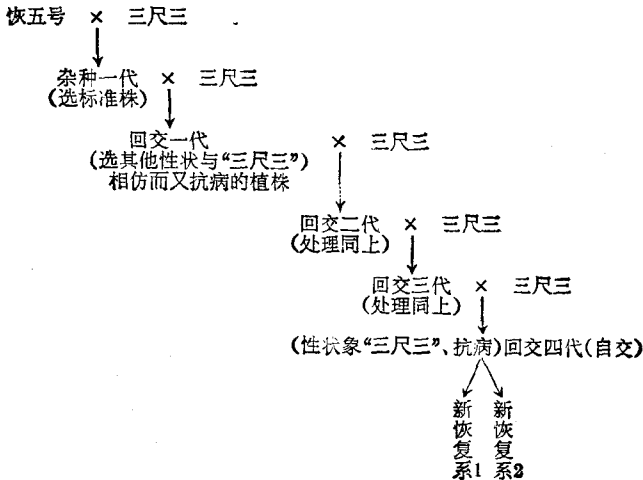 恢五号 × 三尺三
杂种一代 × 三尺三
(选标准株)
回交一代 × 三尺三
(选其他性状与“三尺三”)
相仿而又抗病的植株
回交二代 × 三尺三
(处理同上)
回交三代 × 三尺三
(处理同上)
(性状象“三尺三”、抗病)回交四代(自交)
新恢复系1
新恢复系2